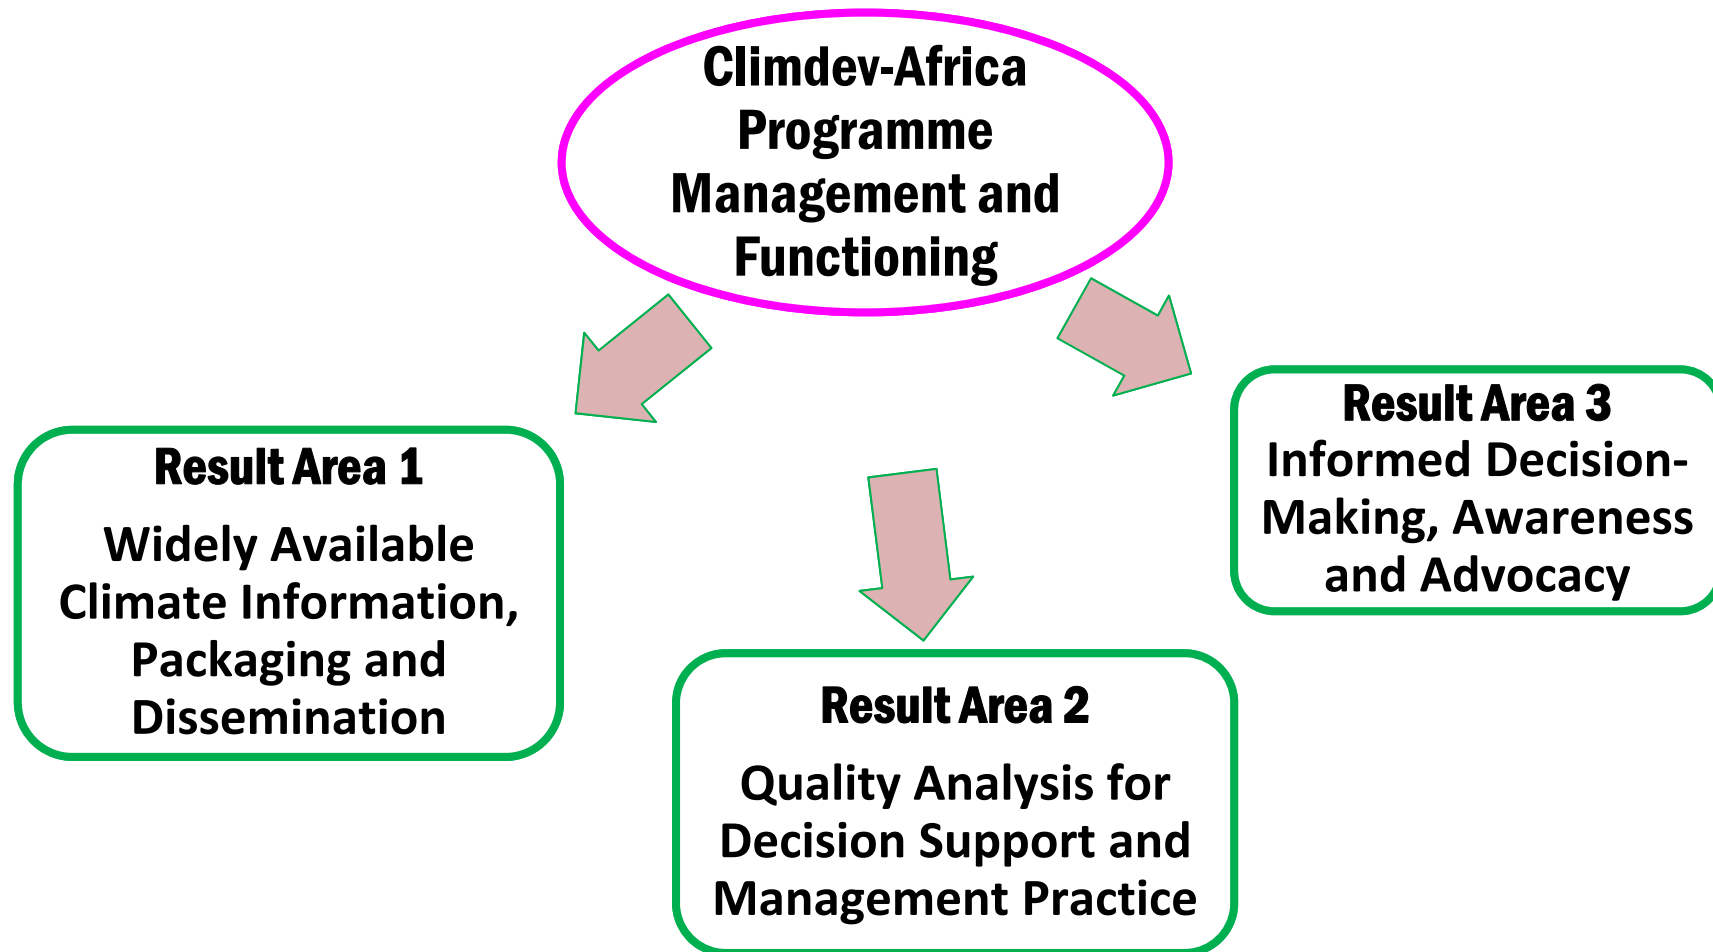 Climdev-Africa
Programme
Management and
Functioning
Result Area 1
Widely Available
Climate Information,
Packaging and
Dissemination
Result Area 2
Quality Analysis for
Decision Support and
Management Practice
Result Area 3
Informed Decision-
Making, Awareness
and Advocacy